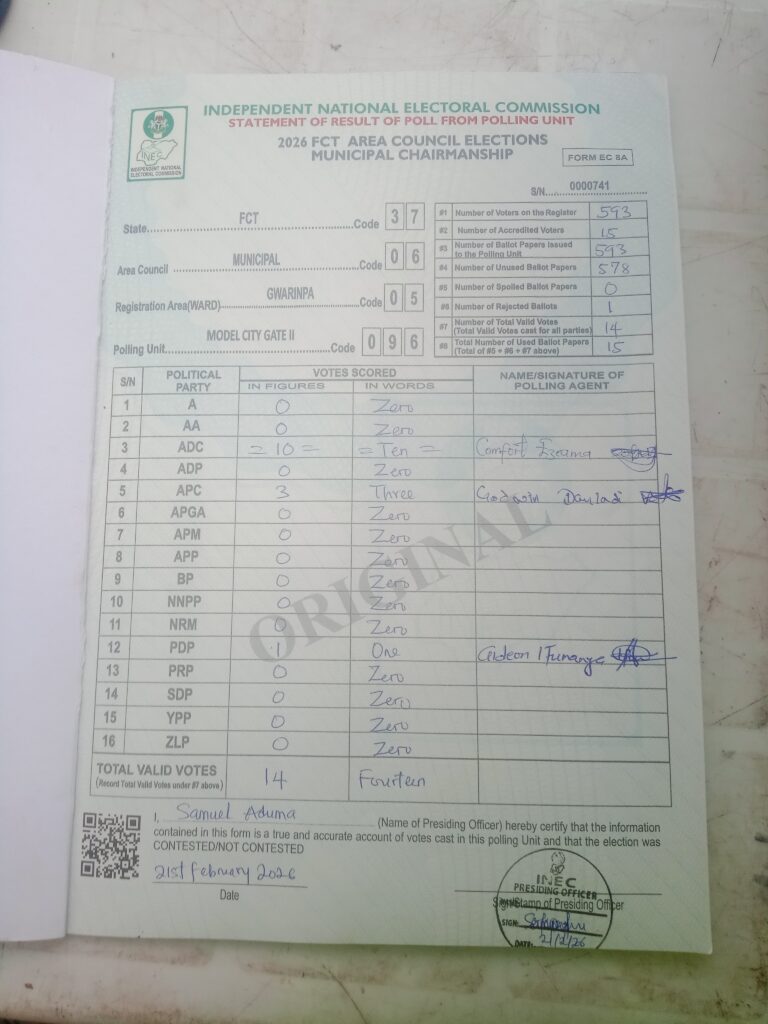 INDEPENDENT NATIONAL ELECTORAL COMMISSION
STATEMENT OF RESULT OF POLL FROM POLLING UNIT
2026 FCT AREA COUNCIL ELECTIONS
MUNICIPAL CHAIRMANSHIP
FORM EC 8A
INEC
INDEPENDENT NATIONAL ELECTORAL COMMISSION
S/N. 0000741
State FCT Code 3 7
Area Council MUNICIPAL Code 0 6
Registration Area(WARD) GWARINPA Code 0 5
Polling Unit MODEL CITY GATE II Code 0 9 6
#1 Number of Voters on the Register 593
#2 Number of Accredited Voters 15
#3 Number of Ballot Papers Issued to the Polling Unit 593
#4 Number of Unused Ballot Papers 578
#5 Number of Spoiled Ballot Papers 0
#6 Number of Rejected Ballots 1
#7 Number of Total Valid Votes (Total Valid Votes cast for all parties) 14
#8 Total Number of Used Ballot Papers (Total of #5 + #6 + #7 above) 15
S/N POLITICAL PARTY VOTES SCORED NAME/SIGNATURE OF POLLING AGENT
IN FIGURES IN WORDS
1 A 0 Zero
2 AA 0 Zero
3 ADC = 10 = = Ten = Comfort
4 ADP 0 Zero
5 APC 3 Three Godwin Dauladi
6 APGA 0 Zero
7 APM 0 Zero
8 APP 0 Zero
9 BP 0 Zero
10 NNPP 0 Zero
11 NRM 0 Zero
12 PDP 1 One Gideon
13 PRP 0 Zero
14 SDP 0 Zero
15 YPP 0 Zero
16 ZLP 0 Zero
TOTAL VALID VOTES 14 Fourteen
(Record Total Valid Votes under #7 above)
ORIGINAL
I, Samuel Aduma (Name of Presiding Officer) hereby certify that the information
contained in this form is a true and accurate account of votes cast in this polling Unit and that the election was
CONTESTED/NOT CONTESTED
21st February 2026
Date
Sign/Stamp of Presiding Officer
INEC
PRESIDING OFFICER
SIGN:
DATE: 21/2/26